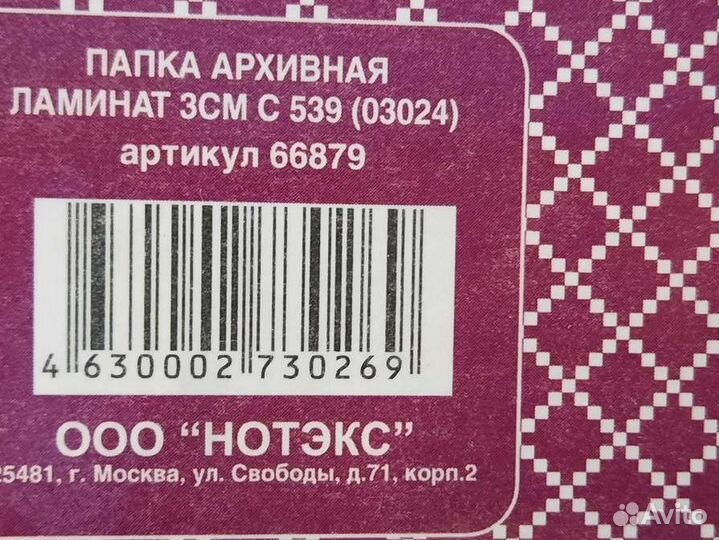 ПАПКА АРХИВНАЯ
ЛАМИНАТ 3СМ С 539 (03024)
артикул 66879
4 630002 730269
ООО "НОТЭКС"
25481, г. Москва, ул. Свободы, д.71, корп.2
Avito